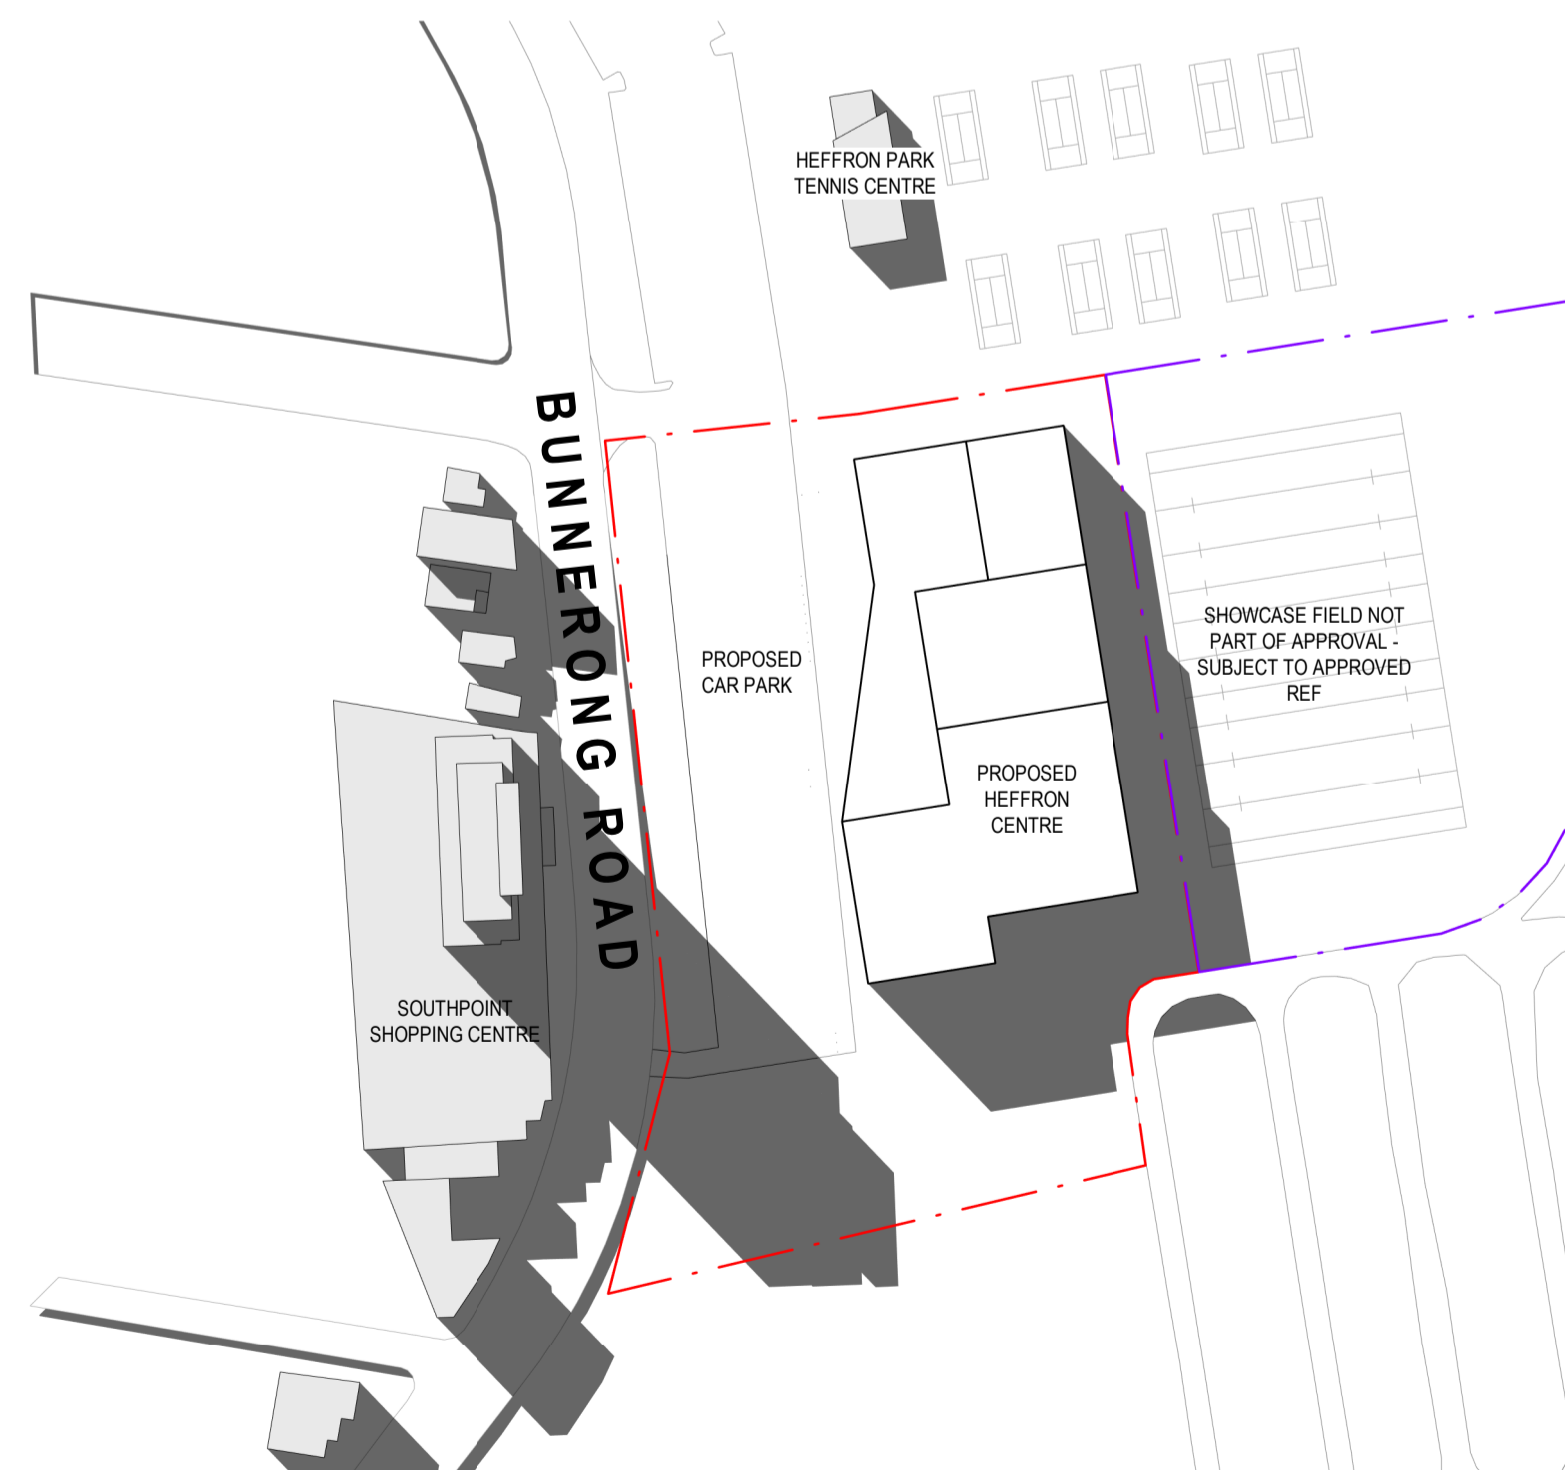 HEFFRON PARK
TENNIS CENTRE
BUNNERONG ROAD
SHOWCASE FIELD NOT
PART OF APPROVAL -
SUBJECT TO APPROVED
REF
PROPOSED
CAR PARK
PROPOSED
HEFFRON
CENTRE
SOUTHPOINT
SHOPPING CENTRE